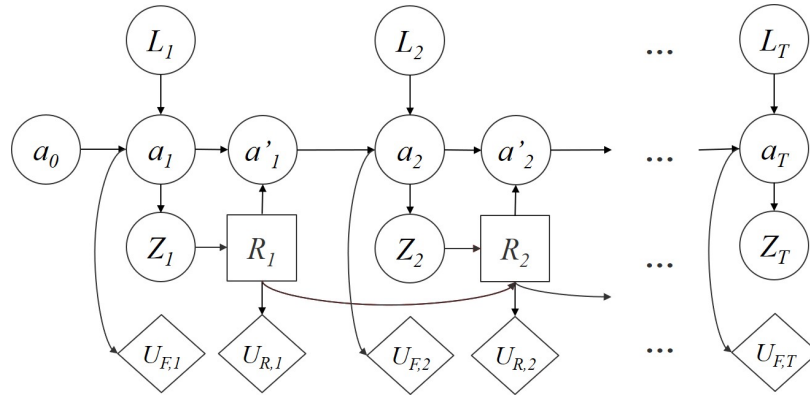 L1 L2 ... LT
a0 a1 a'1 a2 a'2 ... aT
Z1 R1 Z2 R2 ... ZT
UF,1 UR,1 UF,2 UR,2 ... UF,T